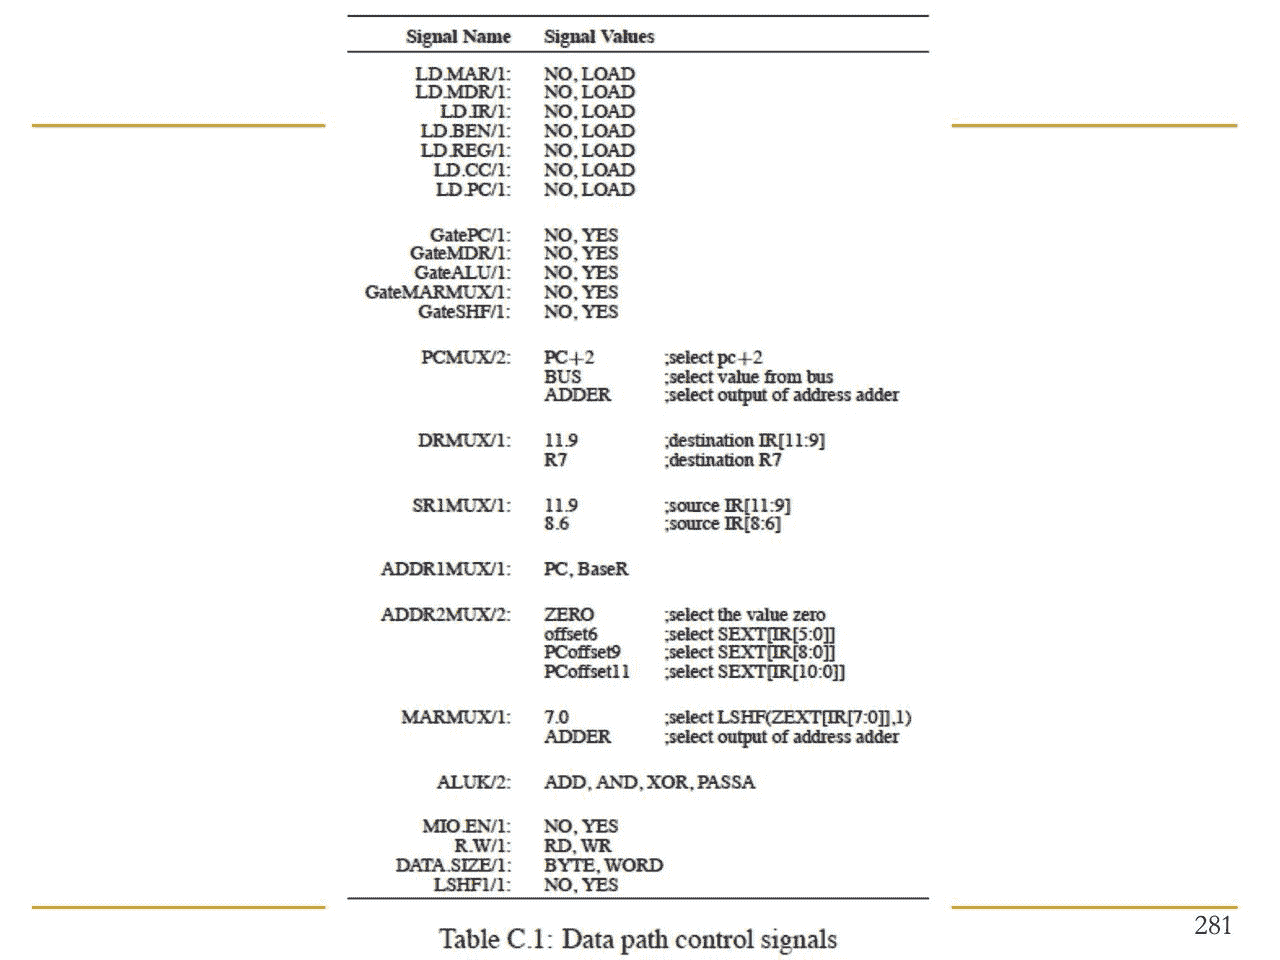 Signal Name Signal Values
LD.MAR/1: NO, LOAD
LD.MDR/1: NO, LOAD
LD.IR/1: NO, LOAD
LD.BEN/1: NO, LOAD
LD.REG/1: NO, LOAD
LD.CC/1: NO, LOAD
LD.PC/1: NO, LOAD
GatePC/1: NO, YES
GateMDR/1: NO, YES
GateALU/1: NO, YES
GateMARMUX/1: NO, YES
GateSHF/1: NO, YES
PCMUX/2: PC+2 ;select pc+2
BUS ;select value from bus
ADDER ;select output of address adder
DRMUX/1: 11.9 ;destination IR[11:9]
R7 ;destination R7
SR1MUX/1: 11.9 ;source IR[11:9]
8.6 ;source IR[8:6]
ADDR1MUX/1: PC, BaseR
ADDR2MUX/2: ZERO ;select the value zero
offset6 ;select SEXT[IR[5:0]]
PCoffset9 ;select SEXT[IR[8:0]]
PCoffset11 ;select SEXT[IR[10:0]]
MARMUX/1: 7.0 ;select LSHF(ZEXT[IR[7:0]],1)
ADDER ;select output of address adder
ALUK/2: ADD, AND, XOR, PASSA
MIO.EN/1: NO, YES
R.W/1: RD, WR
DATA.SIZE/1: BYTE, WORD
LSHF1/1: NO, YES
Table C.1: Data path control signals
281